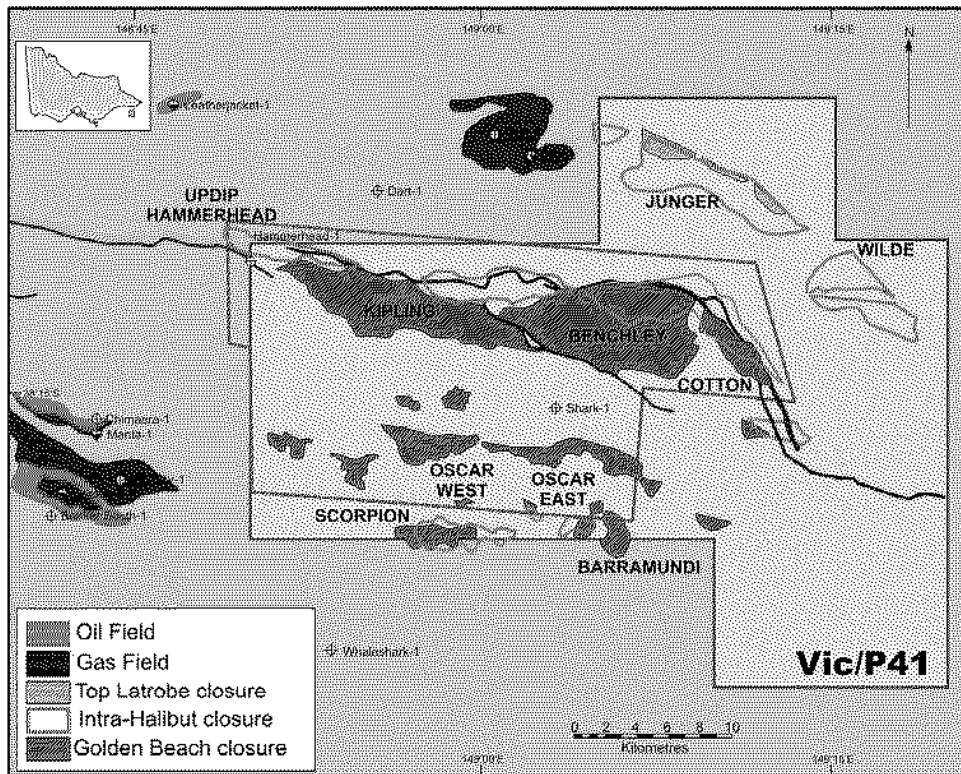 148°45'E
149°00'E
149°15'E
N
Leatherjacket-1
Dart-1
UPDIP
HAMMERHEAD
Hammerhead-1
JUNGER
WILDE
KIPLING
BENCHLEY
COTTON
Chimaera-1
Manta-1
Shark-1
OSCAR
WEST
OSCAR
EAST
SCORPION
BARRAMUNDI
Whaleshark-1
Oil Field
Gas Field
Top Latrobe closure
Intra-Halibut closure
Golden Beach closure
Vic/P41
0 2 4 6 8 10
Kilometres
149°00'E
149°15'E